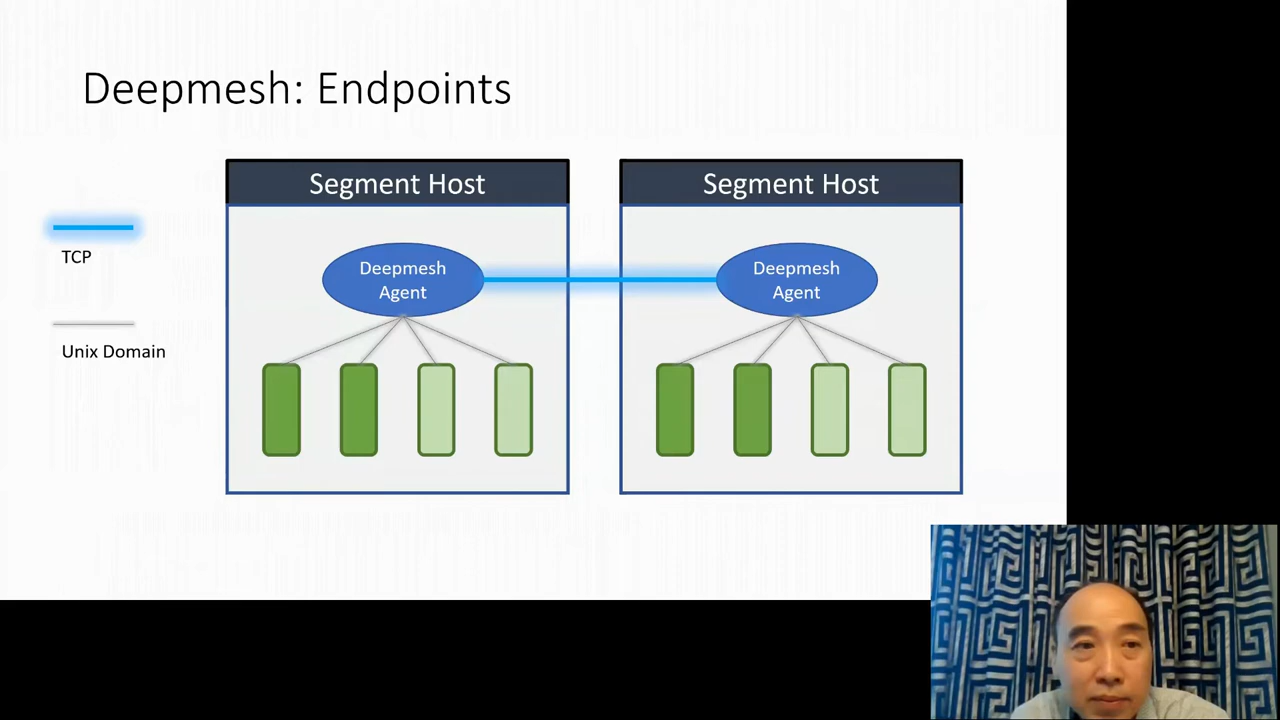 Deepmesh: Endpoints
Segment Host
Segment Host
TCP
Unix Domain
Deepmesh
Agent
Deepmesh
Agent